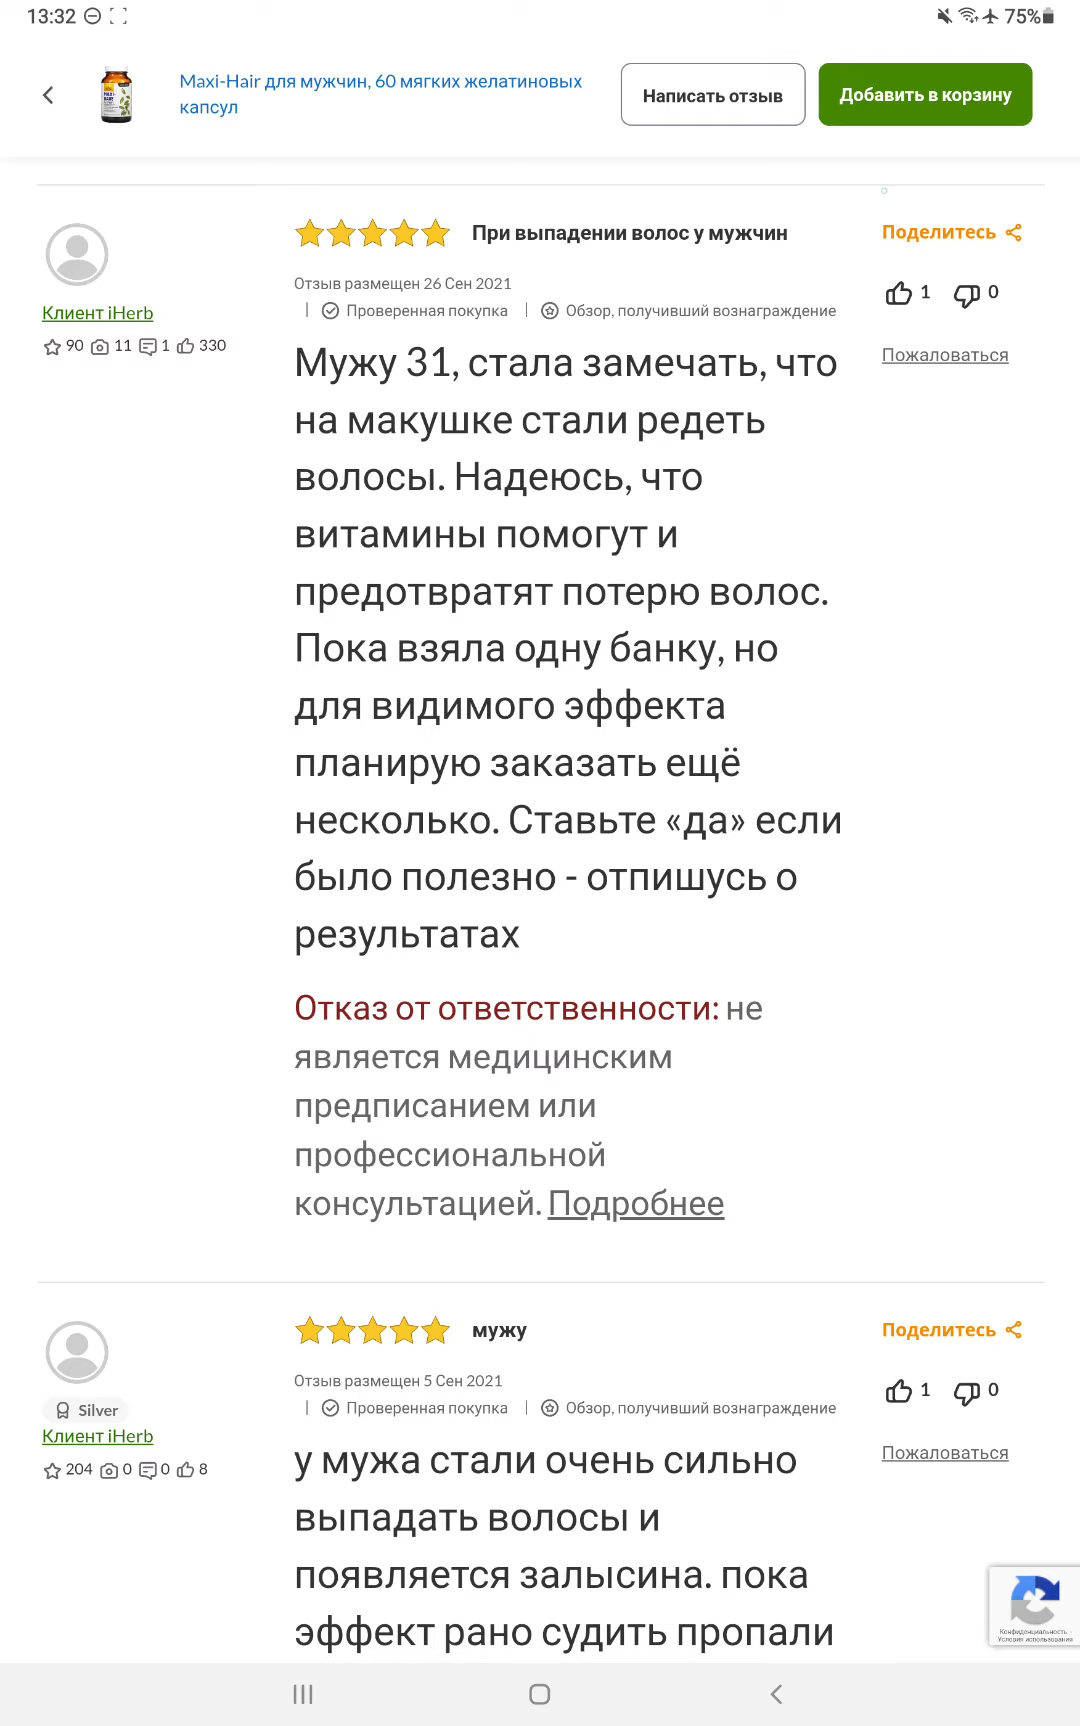 13:32
75%
Maxi-Hair для мужчин, 60 мягких желатиновых
капсул
Написать отзыв
Добавить в корзину
При выпадении волос у мужчин
Поделитесь
Отзыв размещен 26 Сен 2021
1 0
Проверенная покупка | Обзор, получивший вознаграждение
Клиент iHerb
90 11 1 330
Пожаловаться
Мужу 31, стала замечать, что
на макушке стали редеть
волосы. Надеюсь, что
витамины помогут и
предотвратят потерю волос.
Пока взяла одну банку, но
для видимого эффекта
планирую заказать ещё
несколько. Ставьте «да» если
было полезно - отпишусь о
результатах
Отказ от ответственности: не
является медицинским
предписанием или
профессиональной
консультацией. Подробнее
мужу
Поделитесь
Отзыв размещен 5 Сен 2021
1 0
Проверенная покупка | Обзор, получивший вознаграждение
Silver
Клиент iHerb
204 0 0 8
Пожаловаться
у мужа стали очень сильно
выпадать волосы и
появляется залысина. пока
эффект рано судить пропали
Конфиденциальность -
Условия использования